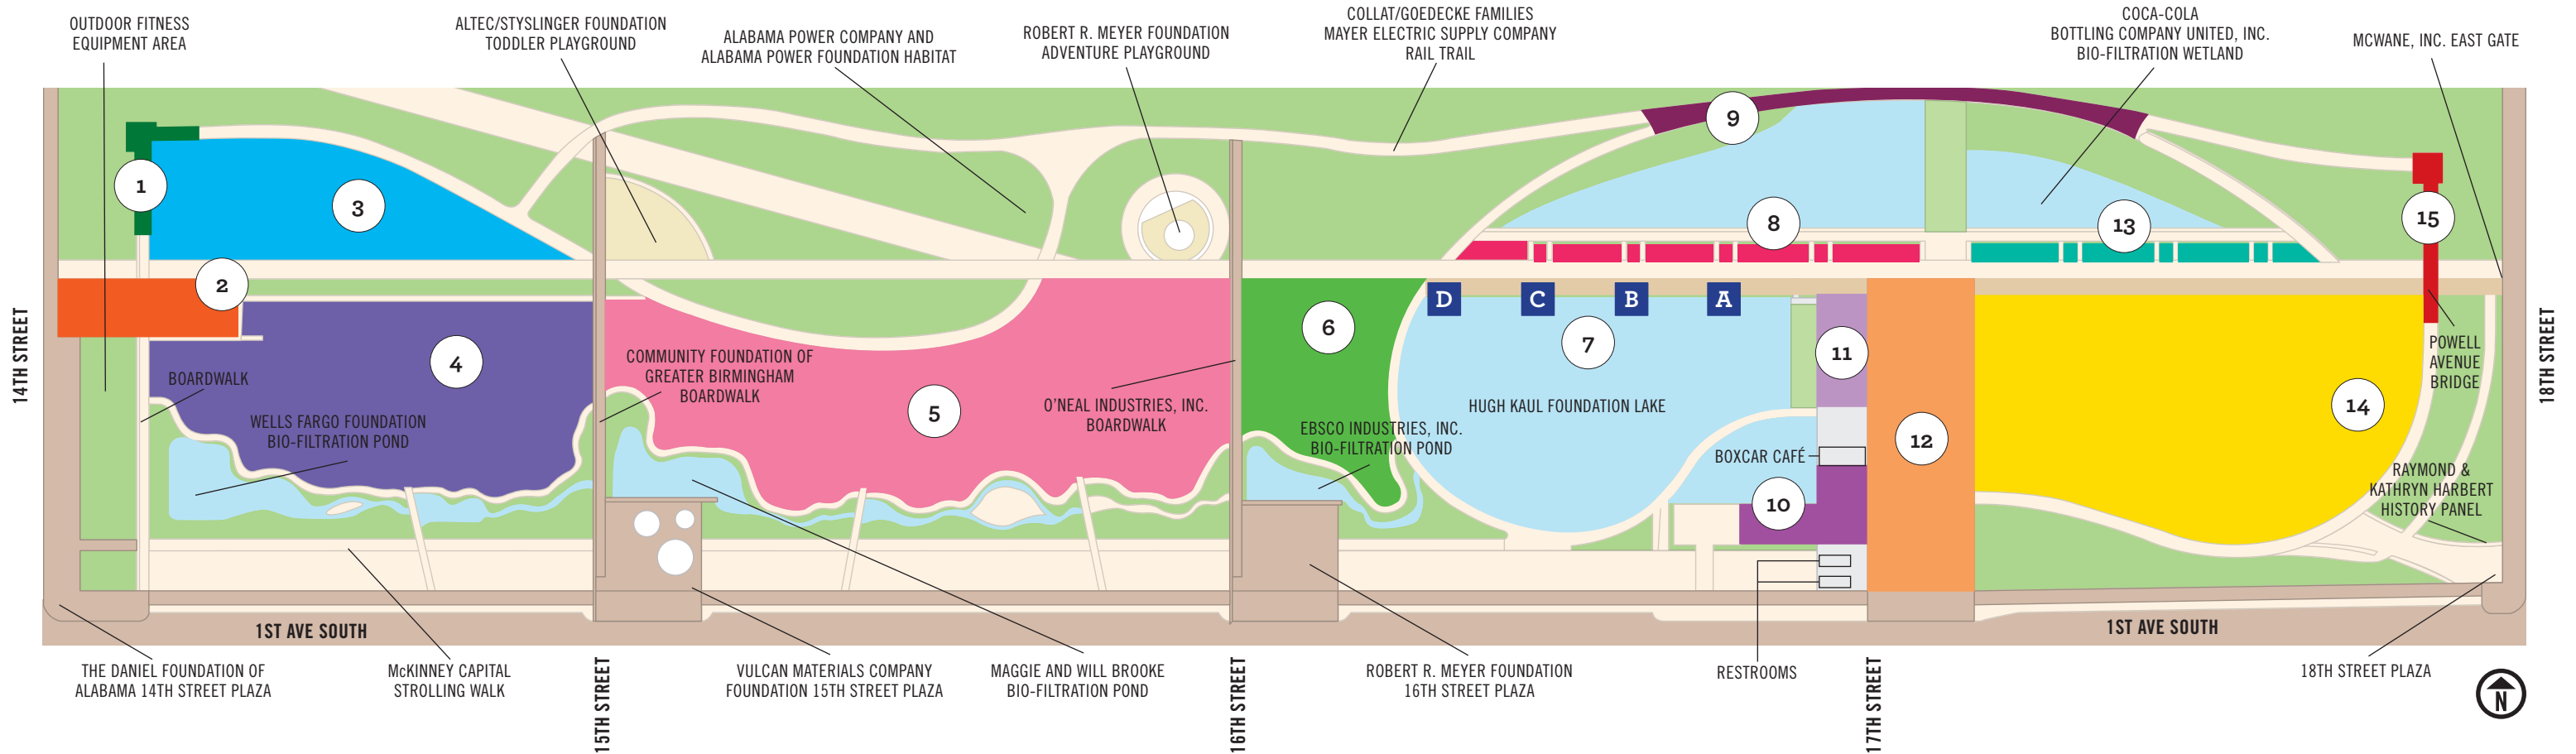 OUTDOOR FITNESS
EQUIPMENT AREA
ALTEC/STYSLINGER FOUNDATION
TODDLER PLAYGROUND
ALABAMA POWER COMPANY AND
ALABAMA POWER FOUNDATION HABITAT
ROBERT R. MEYER FOUNDATION
ADVENTURE PLAYGROUND
COLLAT/GOEDECKE FAMILIES
MAYER ELECTRIC SUPPLY COMPANY
RAIL TRAIL
COCA-COLA
BOTTLING COMPANY UNITED, INC.
BIO-FILTRATION WETLAND
MCWANE, INC. EAST GATE
1
2
3
4
5
6
7
8
9
10
11
12
13
14
15
D
C
B
A
14TH STREET
BOARDWALK
WELLS FARGO FOUNDATION
BIO-FILTRATION POND
COMMUNITY FOUNDATION OF
GREATER BIRMINGHAM
BOARDWALK
O'NEAL INDUSTRIES, INC.
BOARDWALK
EBSCO INDUSTRIES, INC.
BIO-FILTRATION POND
HUGH KAUL FOUNDATION LAKE
BOXCAR CAFÉ
POWELL
AVENUE
BRIDGE
RAYMOND &
KATHRYN HARBERT
HISTORY PANEL
18TH STREET
1ST AVE SOUTH
1ST AVE SOUTH
THE DANIEL FOUNDATION OF
ALABAMA 14TH STREET PLAZA
McKINNEY CAPITAL
STROLLING WALK
15TH STREET
VULCAN MATERIALS COMPANY
FOUNDATION 15TH STREET PLAZA
MAGGIE AND WILL BROOKE
BIO-FILTRATION POND
16TH STREET
ROBERT R. MEYER FOUNDATION
16TH STREET PLAZA
RESTROOMS
17TH STREET
18TH STREET PLAZA
N